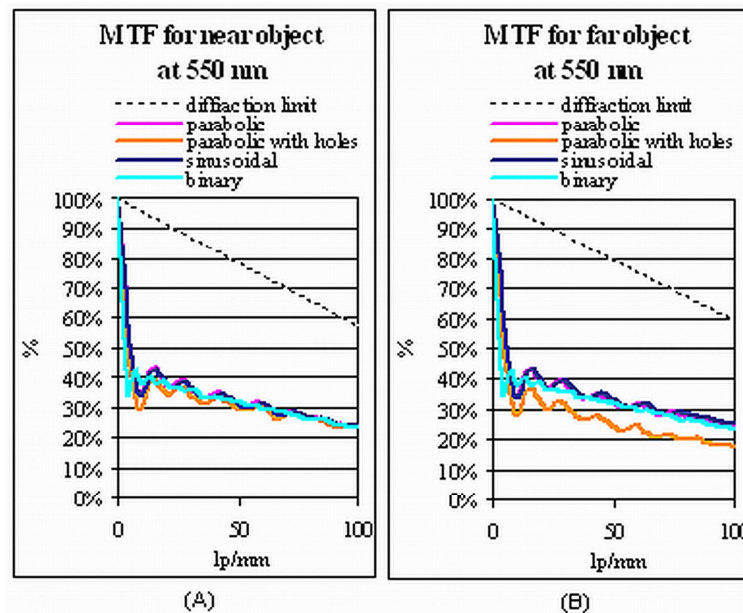 MTF for near object
at 550 nm
diffraction limit
parabolic
parabolic with holes
sinusoidal
binary
100%
90%
80%
70%
60%
50%
40%
30%
20%
10%
0%
%
0
50
100
lp/mm
(A)
MTF for far object
at 550 nm
diffraction limit
parabolic
parabolic with holes
sinusoidal
binary
100%
90%
80%
70%
60%
50%
40%
30%
20%
10%
0%
%
0
50
100
lp/mm
(B)